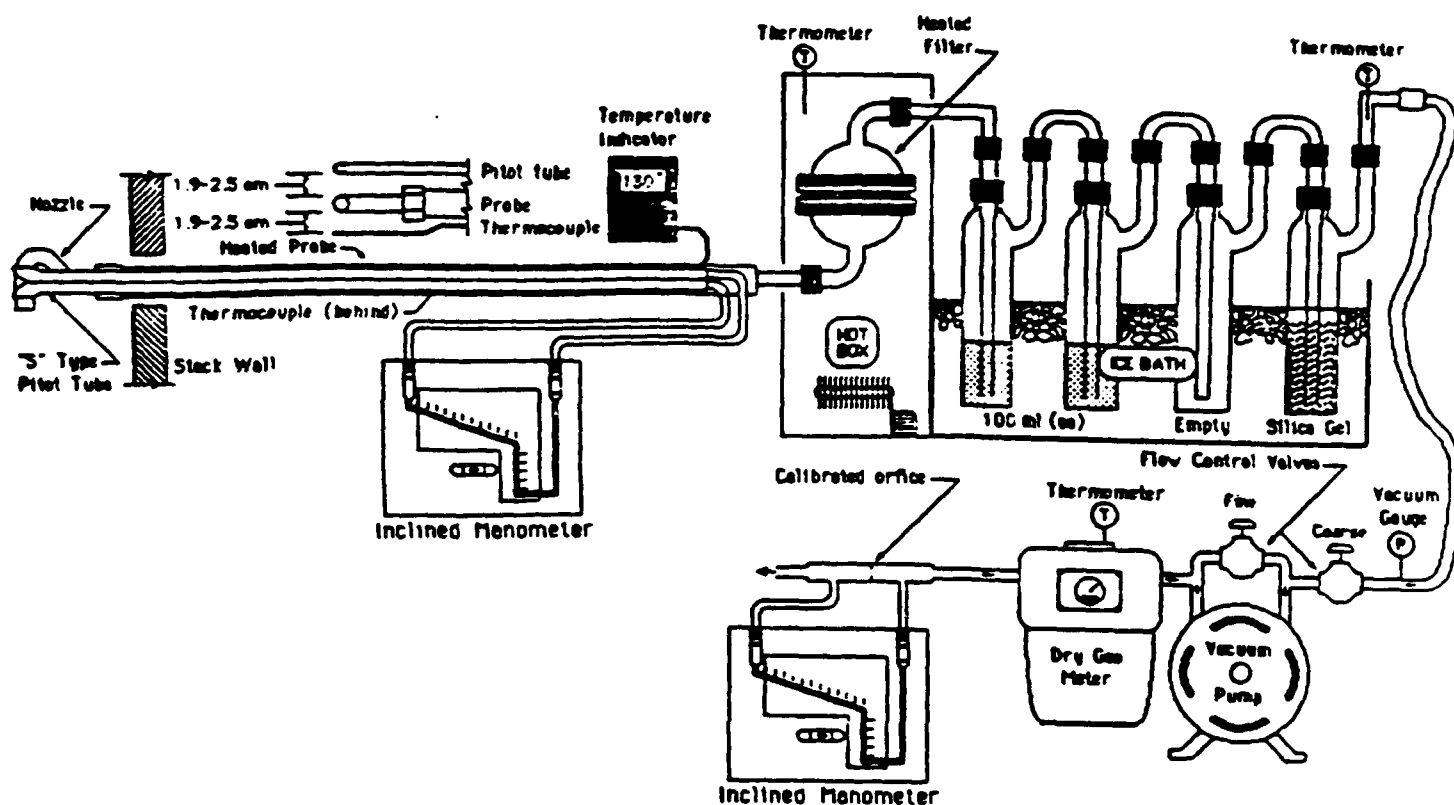 Thermometer
Heated
Filter
Thermometer
T
T
Temperature
Indicator
130°
Pitot tube
1.9-2.5 cm
Nozzle
Probe
1.9-2.5 cm
Thermocouple
Heated Probe
Thermocouple (behind)
"S" Type
Pitot Tube
Stack Wall
HOT
BOX
ICE BATH
100 ml (ea)
Empty
Silica Gel
Inclined Manometer
Flow Control Valves
Calibrated orfice
Thermometer
T
Fine
Coarse
Vacuum
Gauge
P
Dry Gas
Meter
Vacuum
Pump
Inclined Manometer